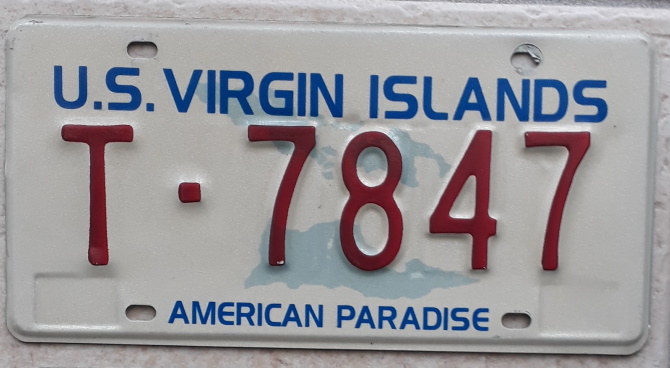 U.S. VIRGIN ISLANDS
T·7847
AMERICAN PARADISE